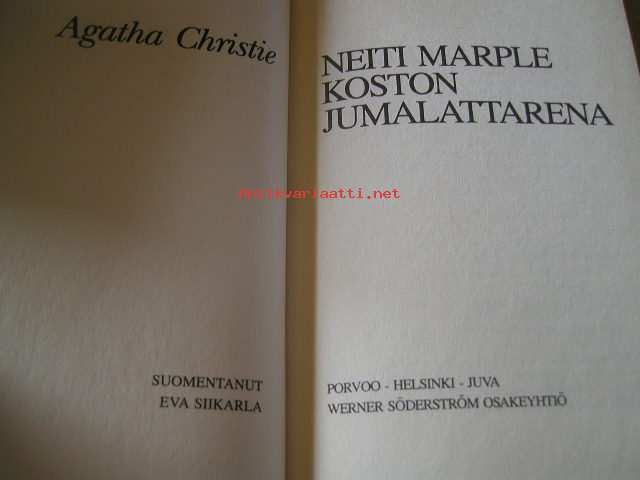 Agatha Christie
NEITI MARPLE
KOSTON
JUMALATTARENA
antikvariaatti.net
SUOMENTANUT
EVA SIIKARLA
PORVOO - HELSINKI - JUVA
WERNER SÖDERSTRÖM OSAKEYHTIÖ